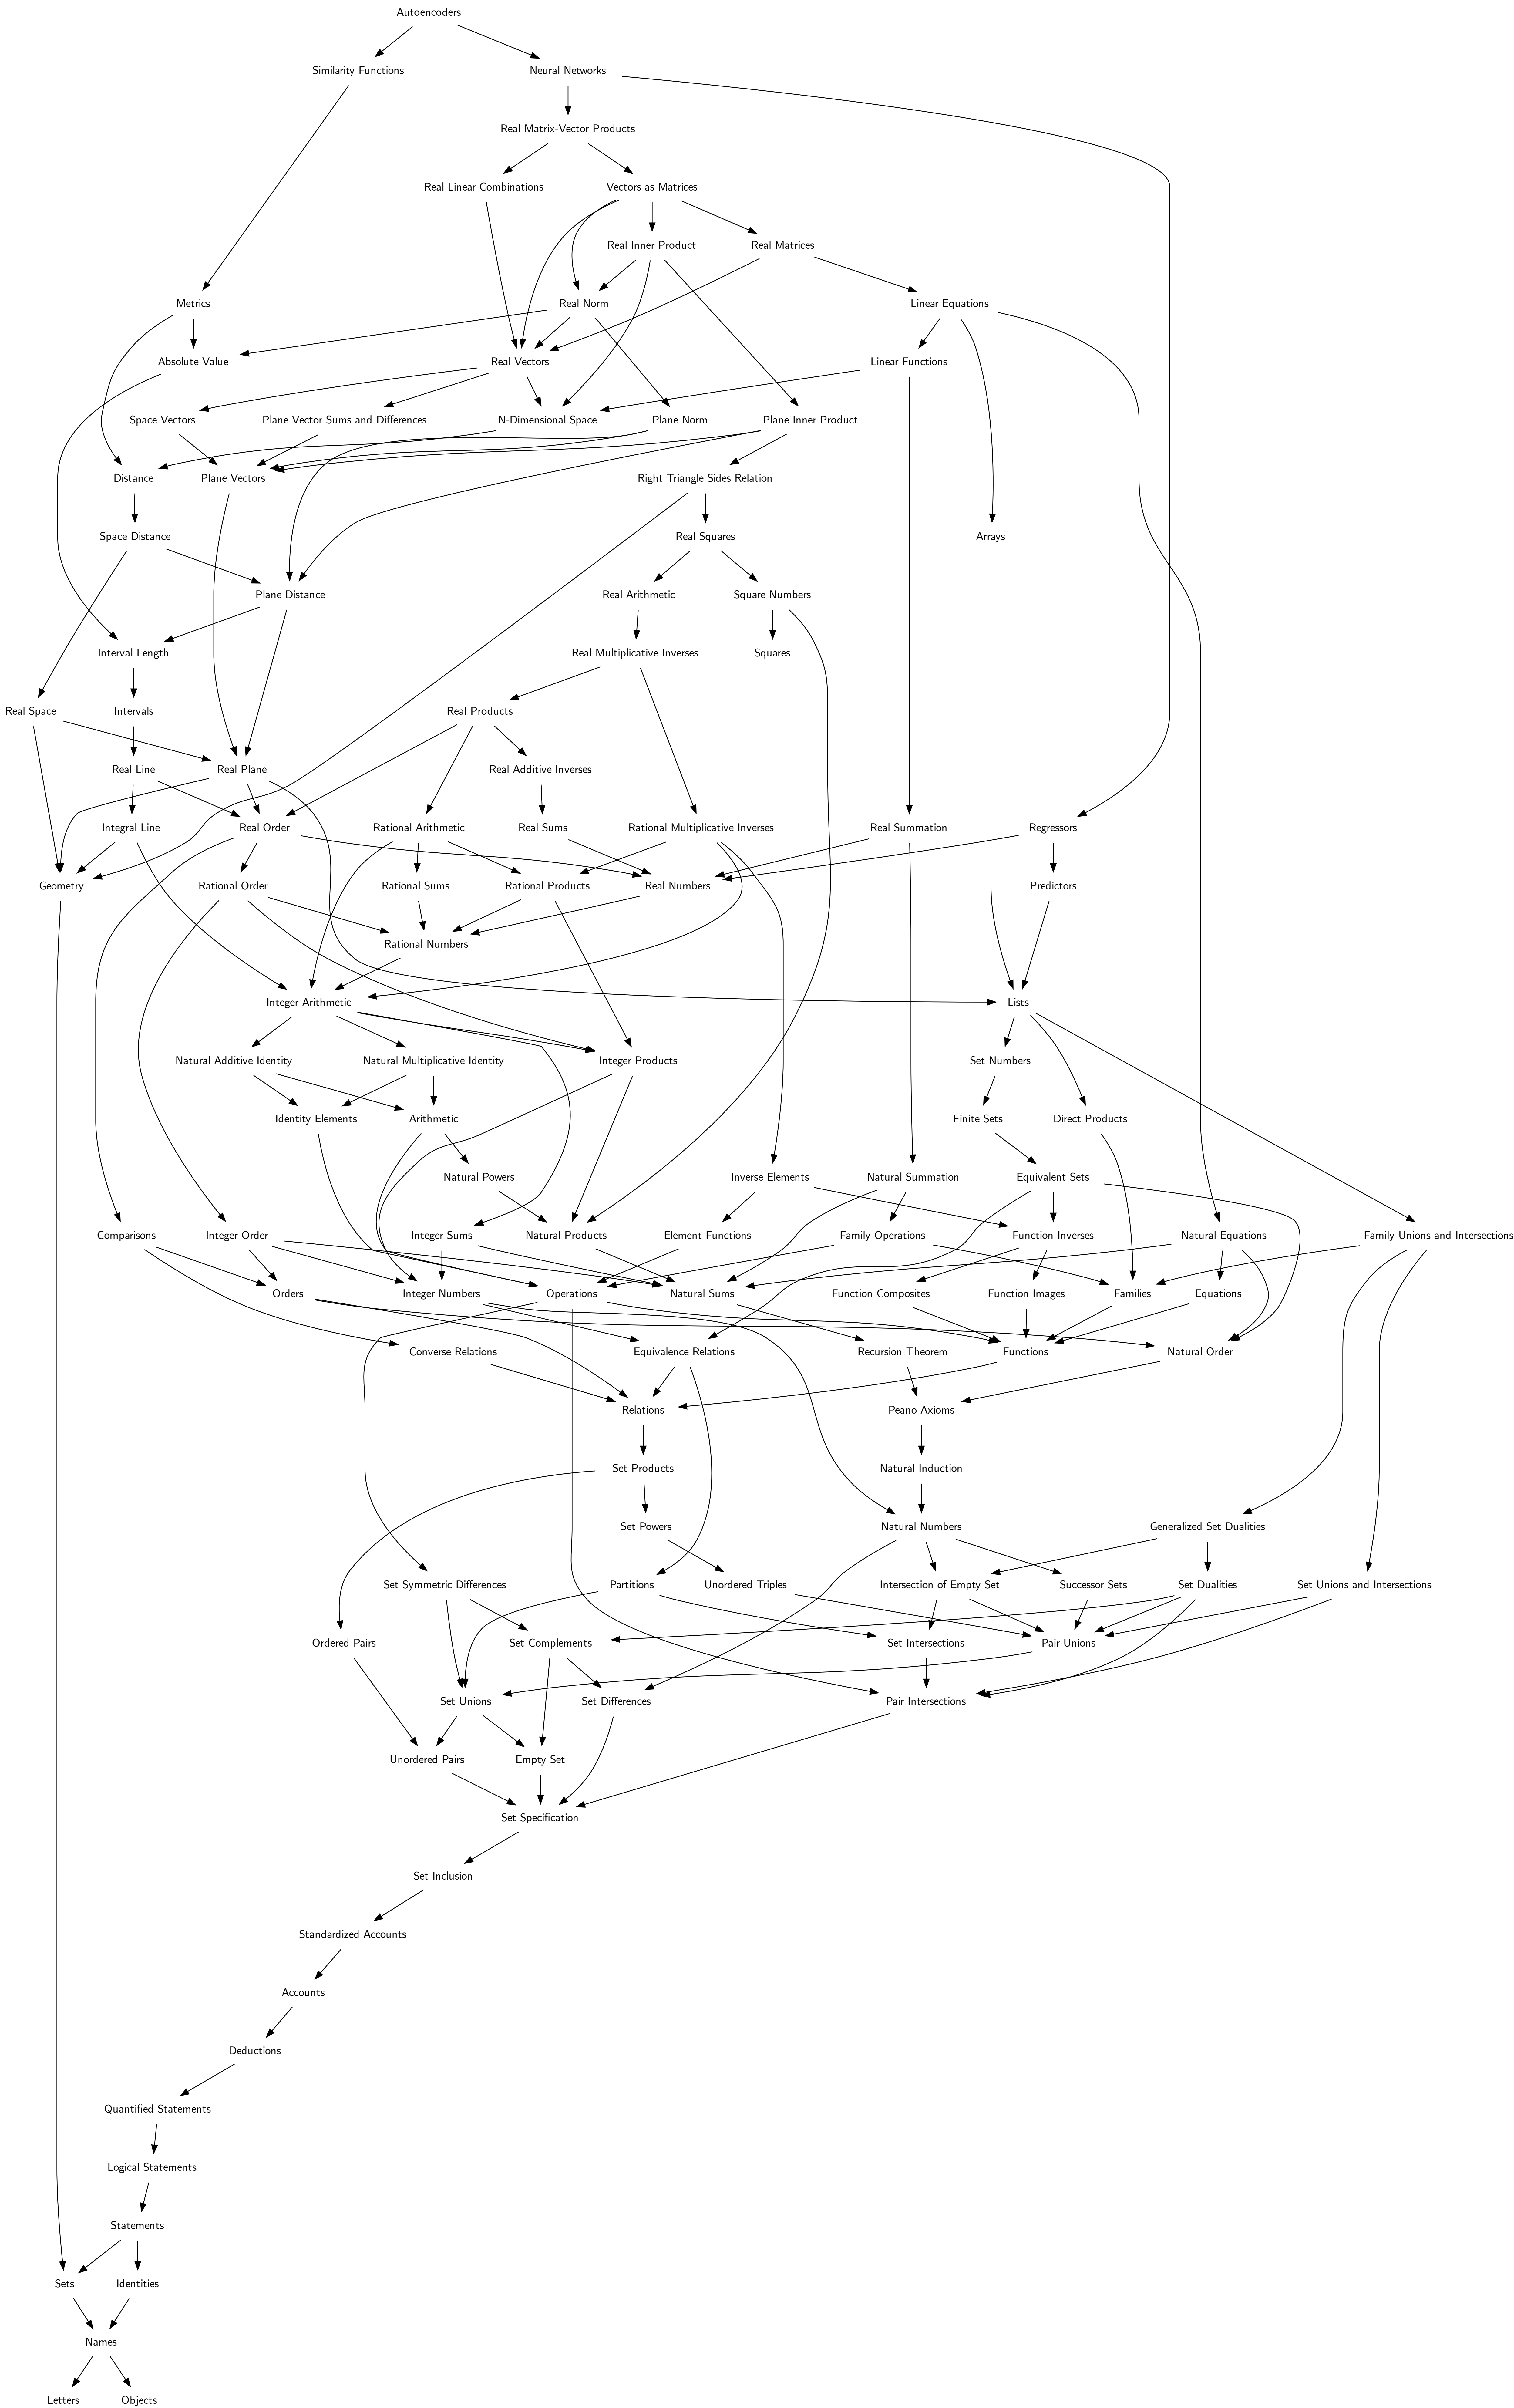 Autoencoders
Similarity Functions
Neural Networks
Real Matrix-Vector Products
Real Linear Combinations
Vectors as Matrices
Real Inner Product
Real Matrices
Metrics
Real Norm
Linear Equations
Absolute Value
Real Vectors
Linear Functions
Space Vectors
Plane Vector Sums and Differences
N-Dimensional Space
Plane Norm
Plane Inner Product
Distance
Plane Vectors
Right Triangle Sides Relation
Space Distance
Real Squares
Arrays
Plane Distance
Real Arithmetic
Square Numbers
Interval Length
Real Multiplicative Inverses
Squares
Real Space
Intervals
Real Products
Real Line
Real Plane
Real Additive Inverses
Integral Line
Real Order
Rational Arithmetic
Real Sums
Rational Multiplicative Inverses
Real Summation
Regressors
Geometry
Rational Order
Rational Sums
Rational Products
Real Numbers
Predictors
Rational Numbers
Integer Arithmetic
Lists
Natural Additive Identity
Natural Multiplicative Identity
Integer Products
Set Numbers
Identity Elements
Arithmetic
Finite Sets
Direct Products
Natural Powers
Inverse Elements
Natural Summation
Equivalent Sets
Comparisons
Integer Order
Integer Sums
Natural Products
Element Functions
Family Operations
Function Inverses
Natural Equations
Family Unions and Intersections
Orders
Integer Numbers
Operations
Natural Sums
Function Composites
Function Images
Families
Equations
Converse Relations
Equivalence Relations
Recursion Theorem
Functions
Natural Order
Relations
Peano Axioms
Set Products
Natural Induction
Set Powers
Natural Numbers
Generalized Set Dualities
Set Symmetric Differences
Partitions
Unordered Triples
Intersection of Empty Set
Successor Sets
Set Dualities
Set Unions and Intersections
Ordered Pairs
Set Complements
Set Intersections
Pair Unions
Set Unions
Set Differences
Pair Intersections
Unordered Pairs
Empty Set
Set Specification
Set Inclusion
Standardized Accounts
Accounts
Deductions
Quantified Statements
Logical Statements
Statements
Sets
Identities
Names
Letters
Objects